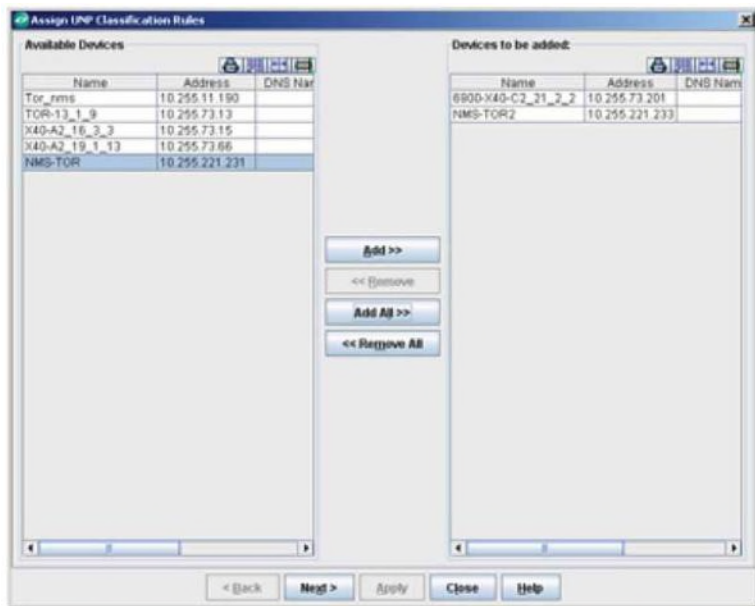 Assign UNP Classification Rules
Available Devices
Name Address DNS Nar
Tor_nms 10.255.11.190
TOR-13_1_9 10.255.73.13
X40-A2_16_3_3 10.255.73.15
X40-A2_19_1_13 10.255.73.66
NMS-TOR 10.255.221.231
Add >>
<< Remove
Add All >>
<< Remove All
Devices to be added:
Name Address DNS Nam
6900-X40-C2_21_2_2 10.255.73.201
NMS-TOR2 10.255.221.233
< Back Next > Apply Close Help